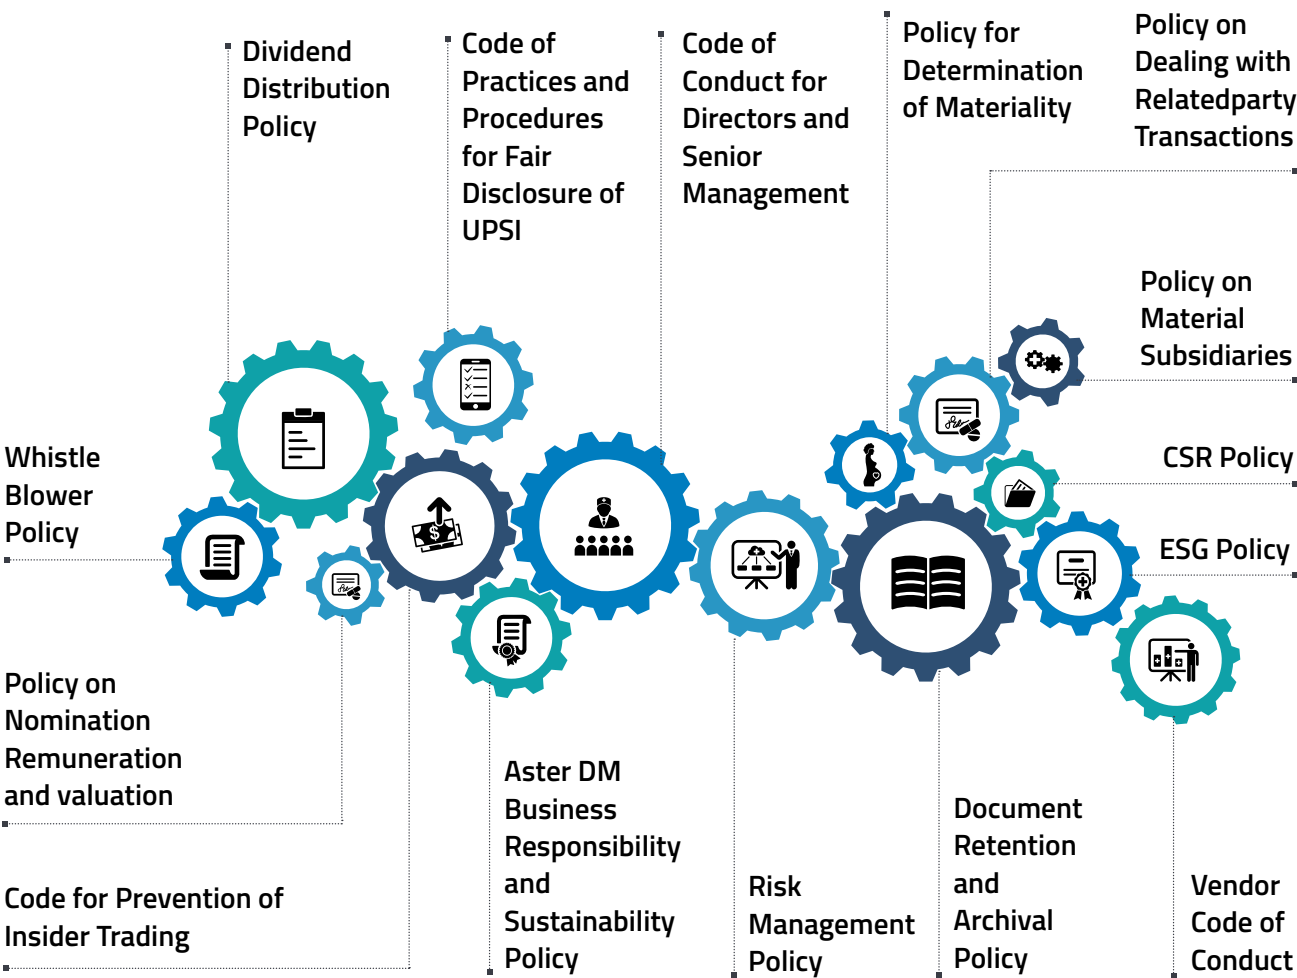 Dividend
Distribution
Policy
Code of
Practices and
Procedures
for Fair
Disclosure of
UPSI
Code of
Conduct for
Directors and
Senior
Management
Policy for
Determination
of Materiality
Policy on
Dealing with
Relatedparty
Transactions
Policy on
Material
Subsidiaries
CSR Policy
ESG Policy
Whistle
Blower
Policy
Policy on
Nomination
Remuneration
and valuation
Code for Prevention of
Insider Trading
Aster DM
Business
Responsibility
and
Sustainability
Policy
Risk
Management
Policy
Document
Retention
and
Archival
Policy
Vendor
Code of
Conduct